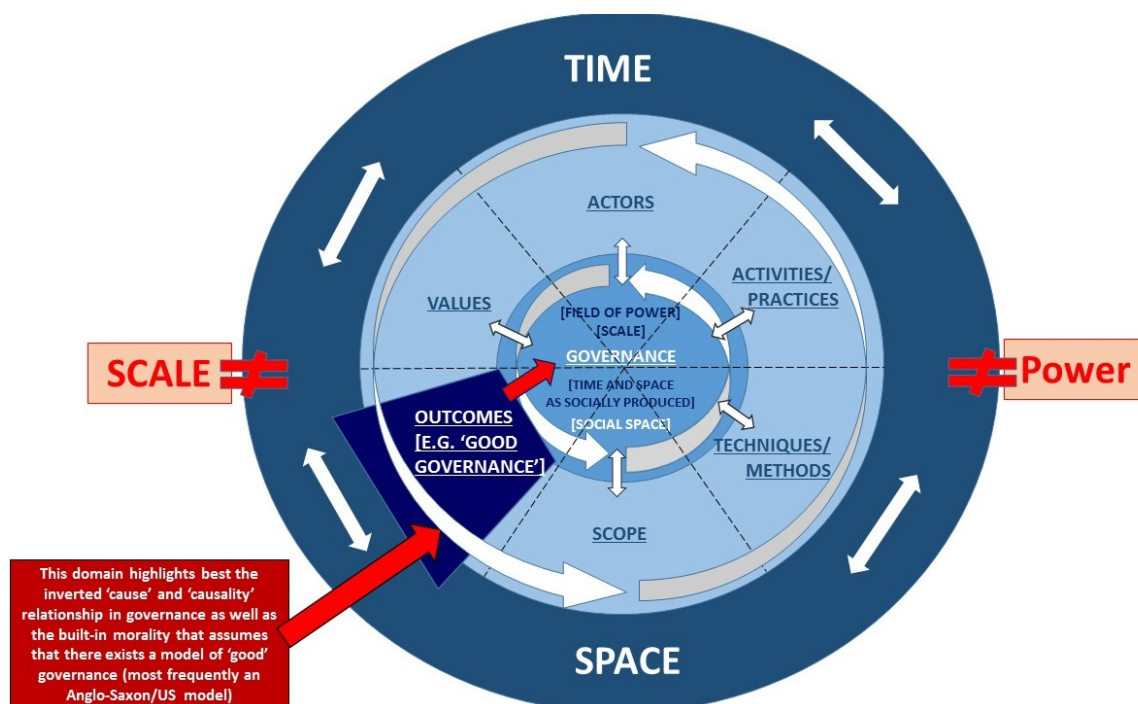 TIME
ACTORS
ACTIVITIES/
PRACTICES
VALUES
[FIELD OF POWER]
[SCALE]
GOVERNANCE
SCALE
≠
≠
Power
[TIME AND SPACE
AS SOCIALLY PRODUCED]
[SOCIAL SPACE]
OUTCOMES
[E.G. ‘GOOD
GOVERNANCE’]
TECHNIQUES/
METHODS
SCOPE
This domain highlights best the
inverted ‘cause’ and ‘causality’
relationship in governance as well as
the built-in morality that assumes
that there exists a model of ‘good’
governance (most frequently an
Anglo-Saxon/US model)
SPACE